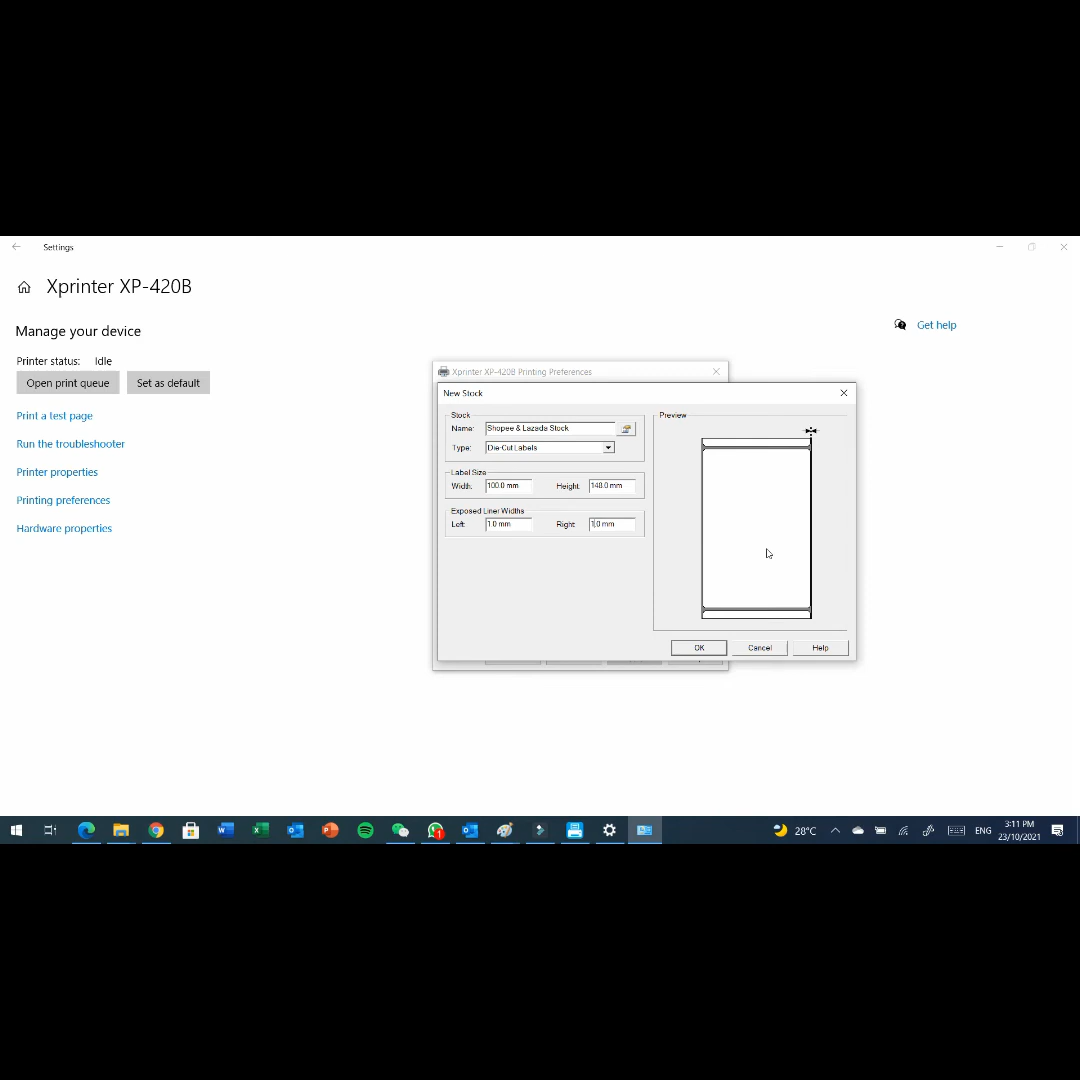 Settings
Xprinter XP-420B
Manage your device
Get help
Printer status: Idle
Open print queue Set as default
Print a test page
Run the troubleshooter
Printer properties
Printing preferences
Hardware properties
Xprinter XP-420B Printing Preferences
New Stock
Stock
Name: Shopee & Lazada Stock
Type: Die-Cut Labels
Label Size
Width: 100.0 mm Height: 148.0 mm
Exposed Liner Widths
Left: 1.0 mm Right: 1.0 mm
Preview
OK Cancel Help
28°C
ENG
3:11 PM
23/10/2021